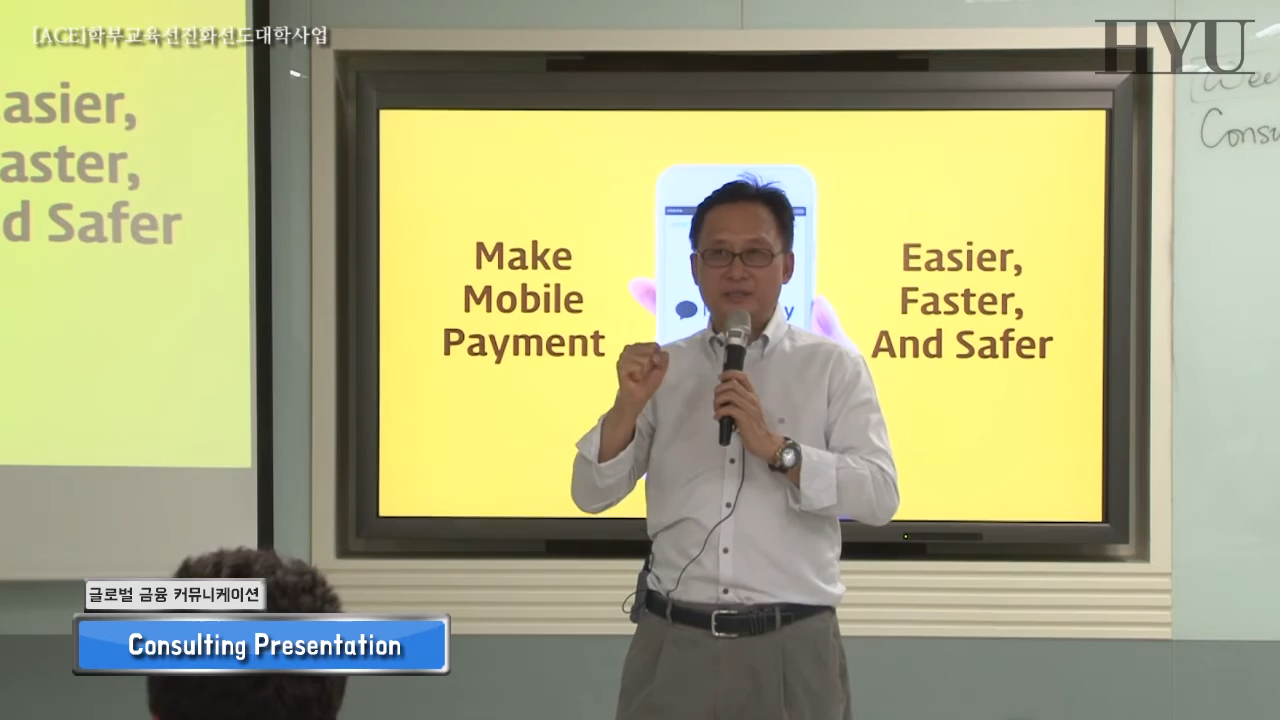 [ACE]학부교육선진화선도대학사업
HYU
asier,
aster,
d Safer
Make
Mobile
Payment
Easier,
Faster,
And Safer
y
[Wee
Consu
글로벌 금융 커뮤니케이션
Consulting Presentation